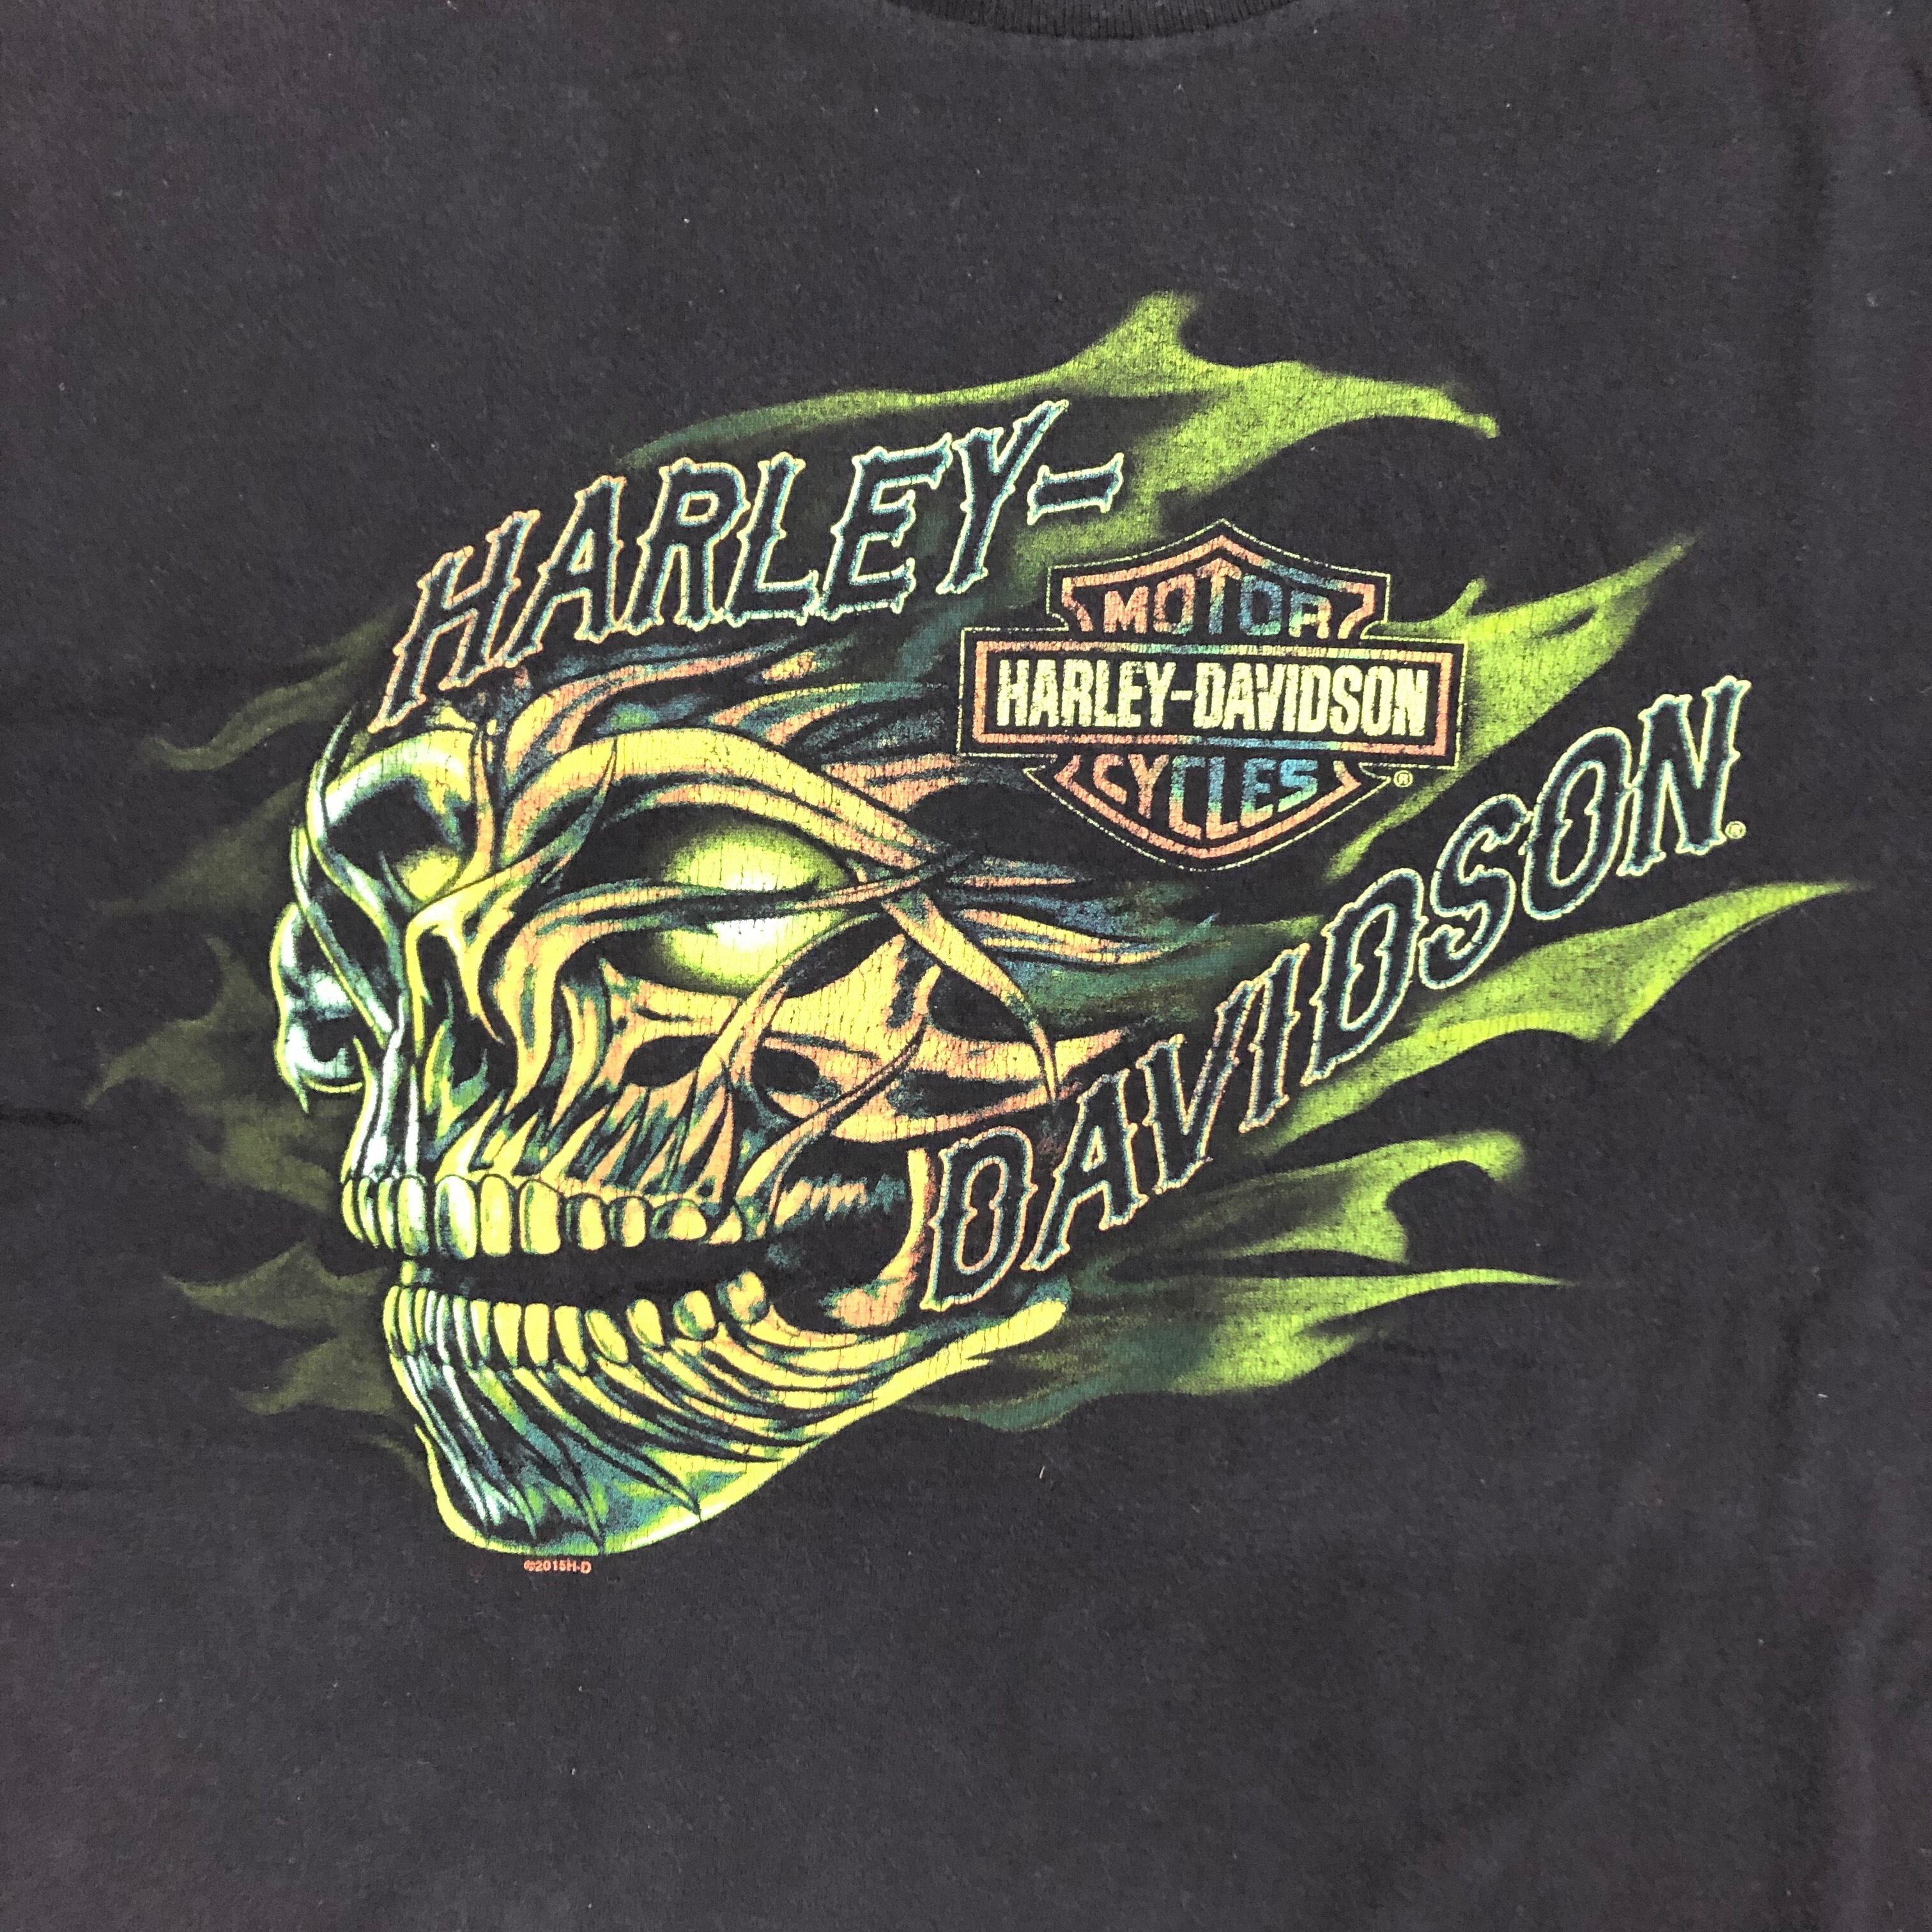 HARLEY-
MOTOR
HARLEY-DAVIDSON
CYCLES
®
DAVIDSON®
©2015H-D